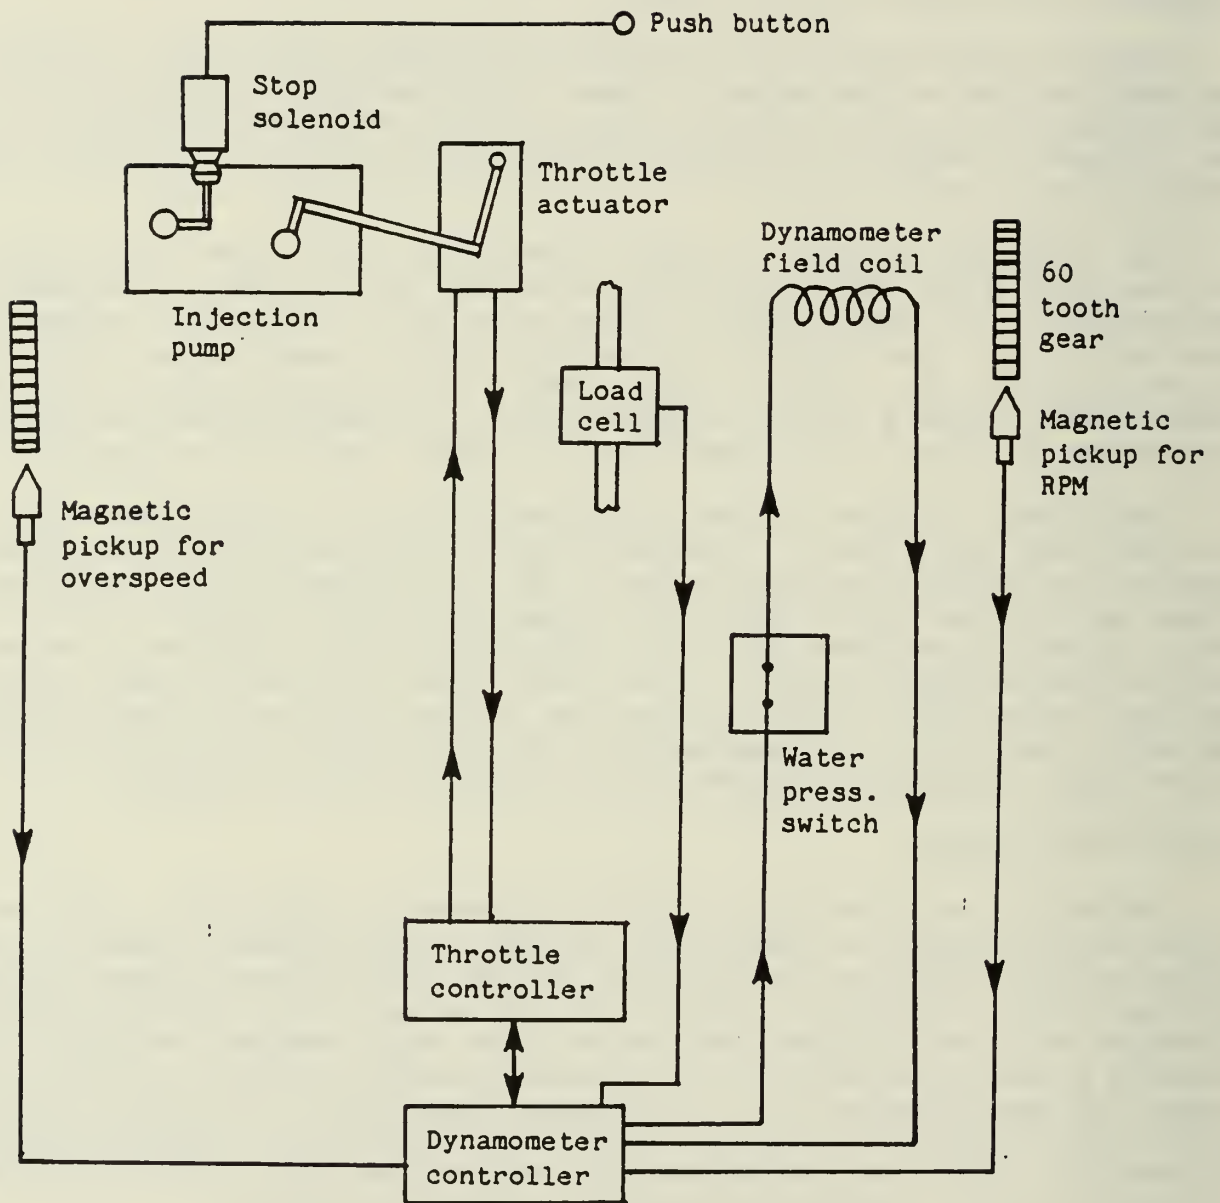 Push button
Stop
solenoid
Throttle
actuator
Injection
pump
Dynamometer
field coil
60
tooth
gear
Load
cell
Magnetic
pickup for
RPM
Magnetic
pickup for
overspeed
Water
press.
switch
Throttle
controller
Dynamometer
controller